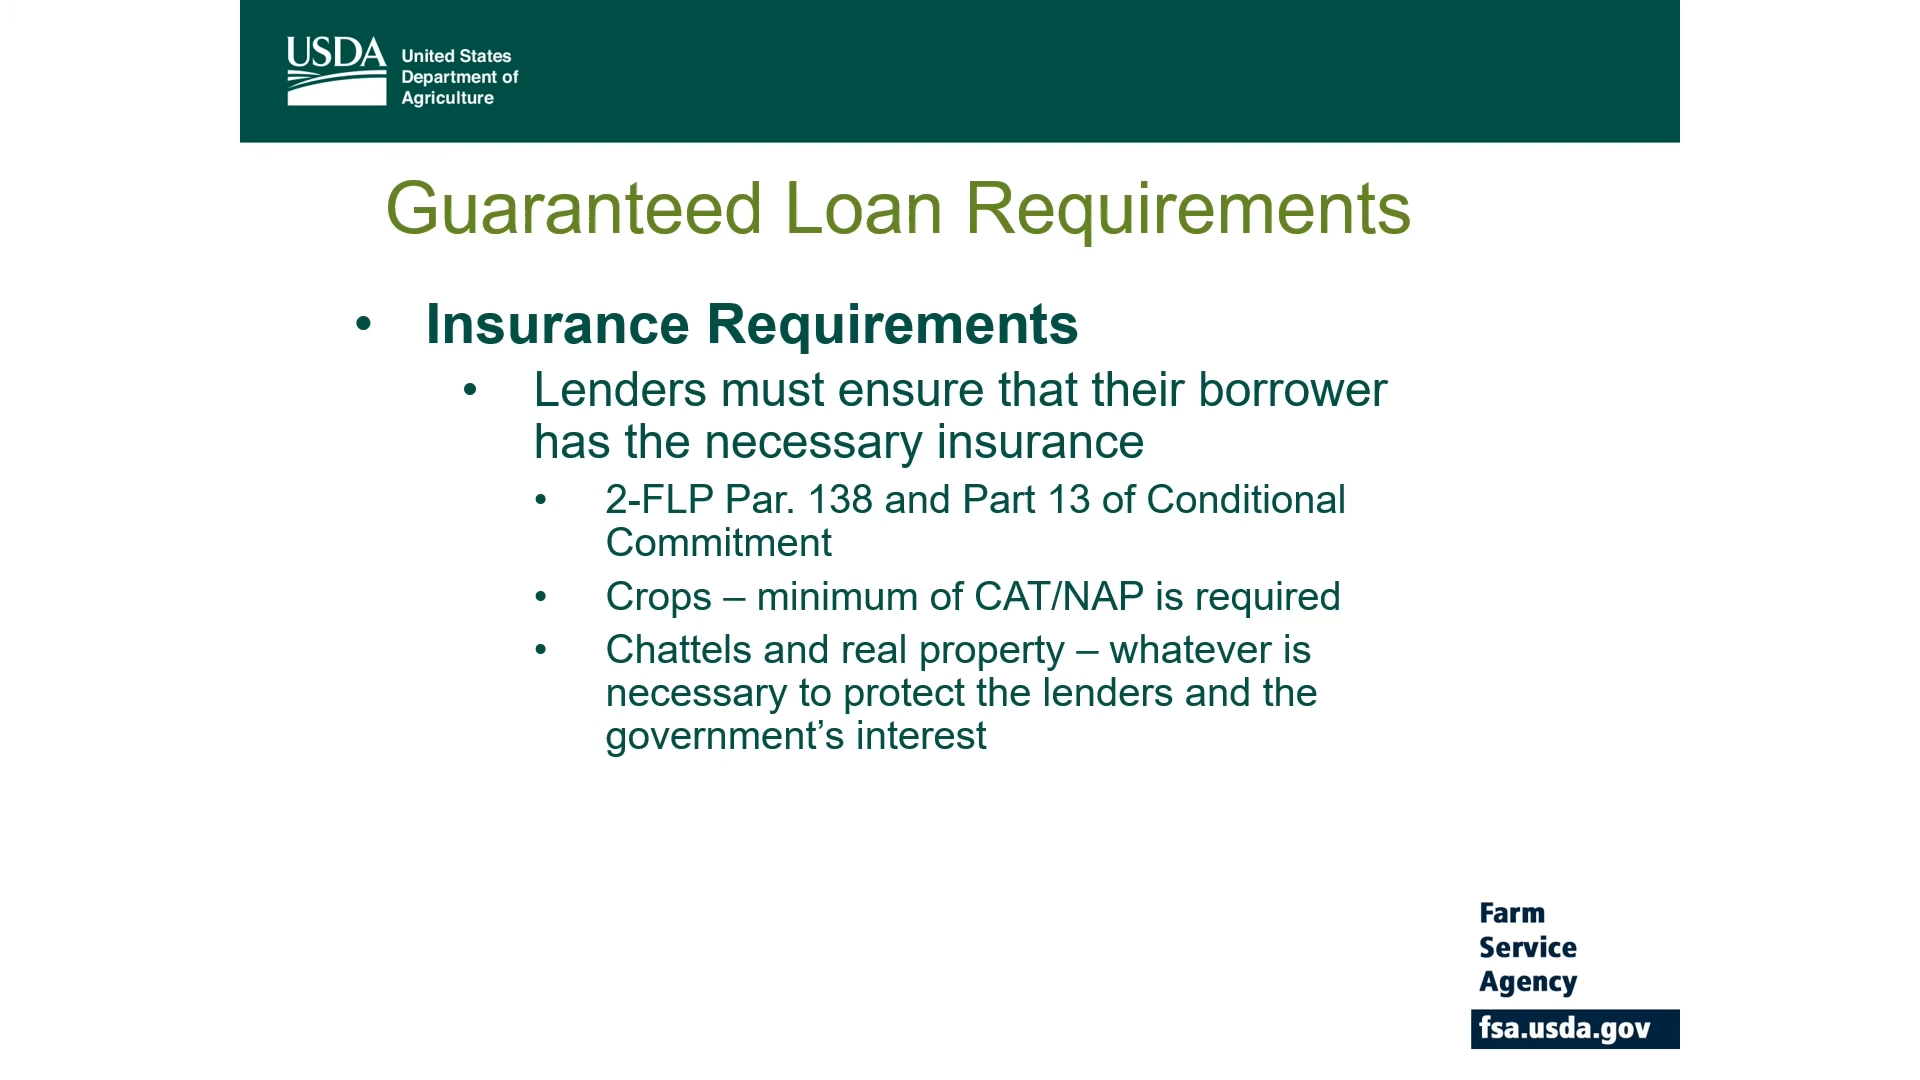 USDA
United States
Department of
Agriculture
Guaranteed Loan Requirements
• Insurance Requirements
• Lenders must ensure that their borrower
has the necessary insurance
• 2-FLP Par. 138 and Part 13 of Conditional
Commitment
• Crops – minimum of CAT/NAP is required
• Chattels and real property – whatever is
necessary to protect the lenders and the
government’s interest
Farm
Service
Agency
fsa.usda.gov